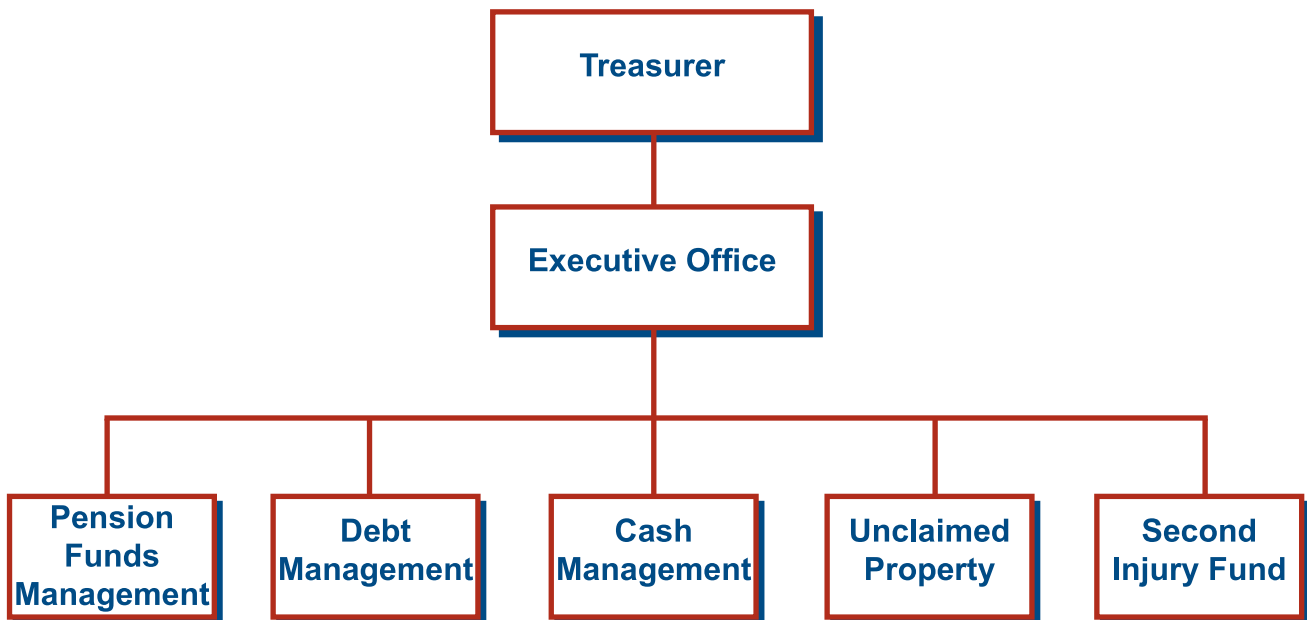 Treasurer
Executive Office
Pension
Funds
Management
Debt
Management
Cash
Management
Unclaimed
Property
Second
Injury Fund